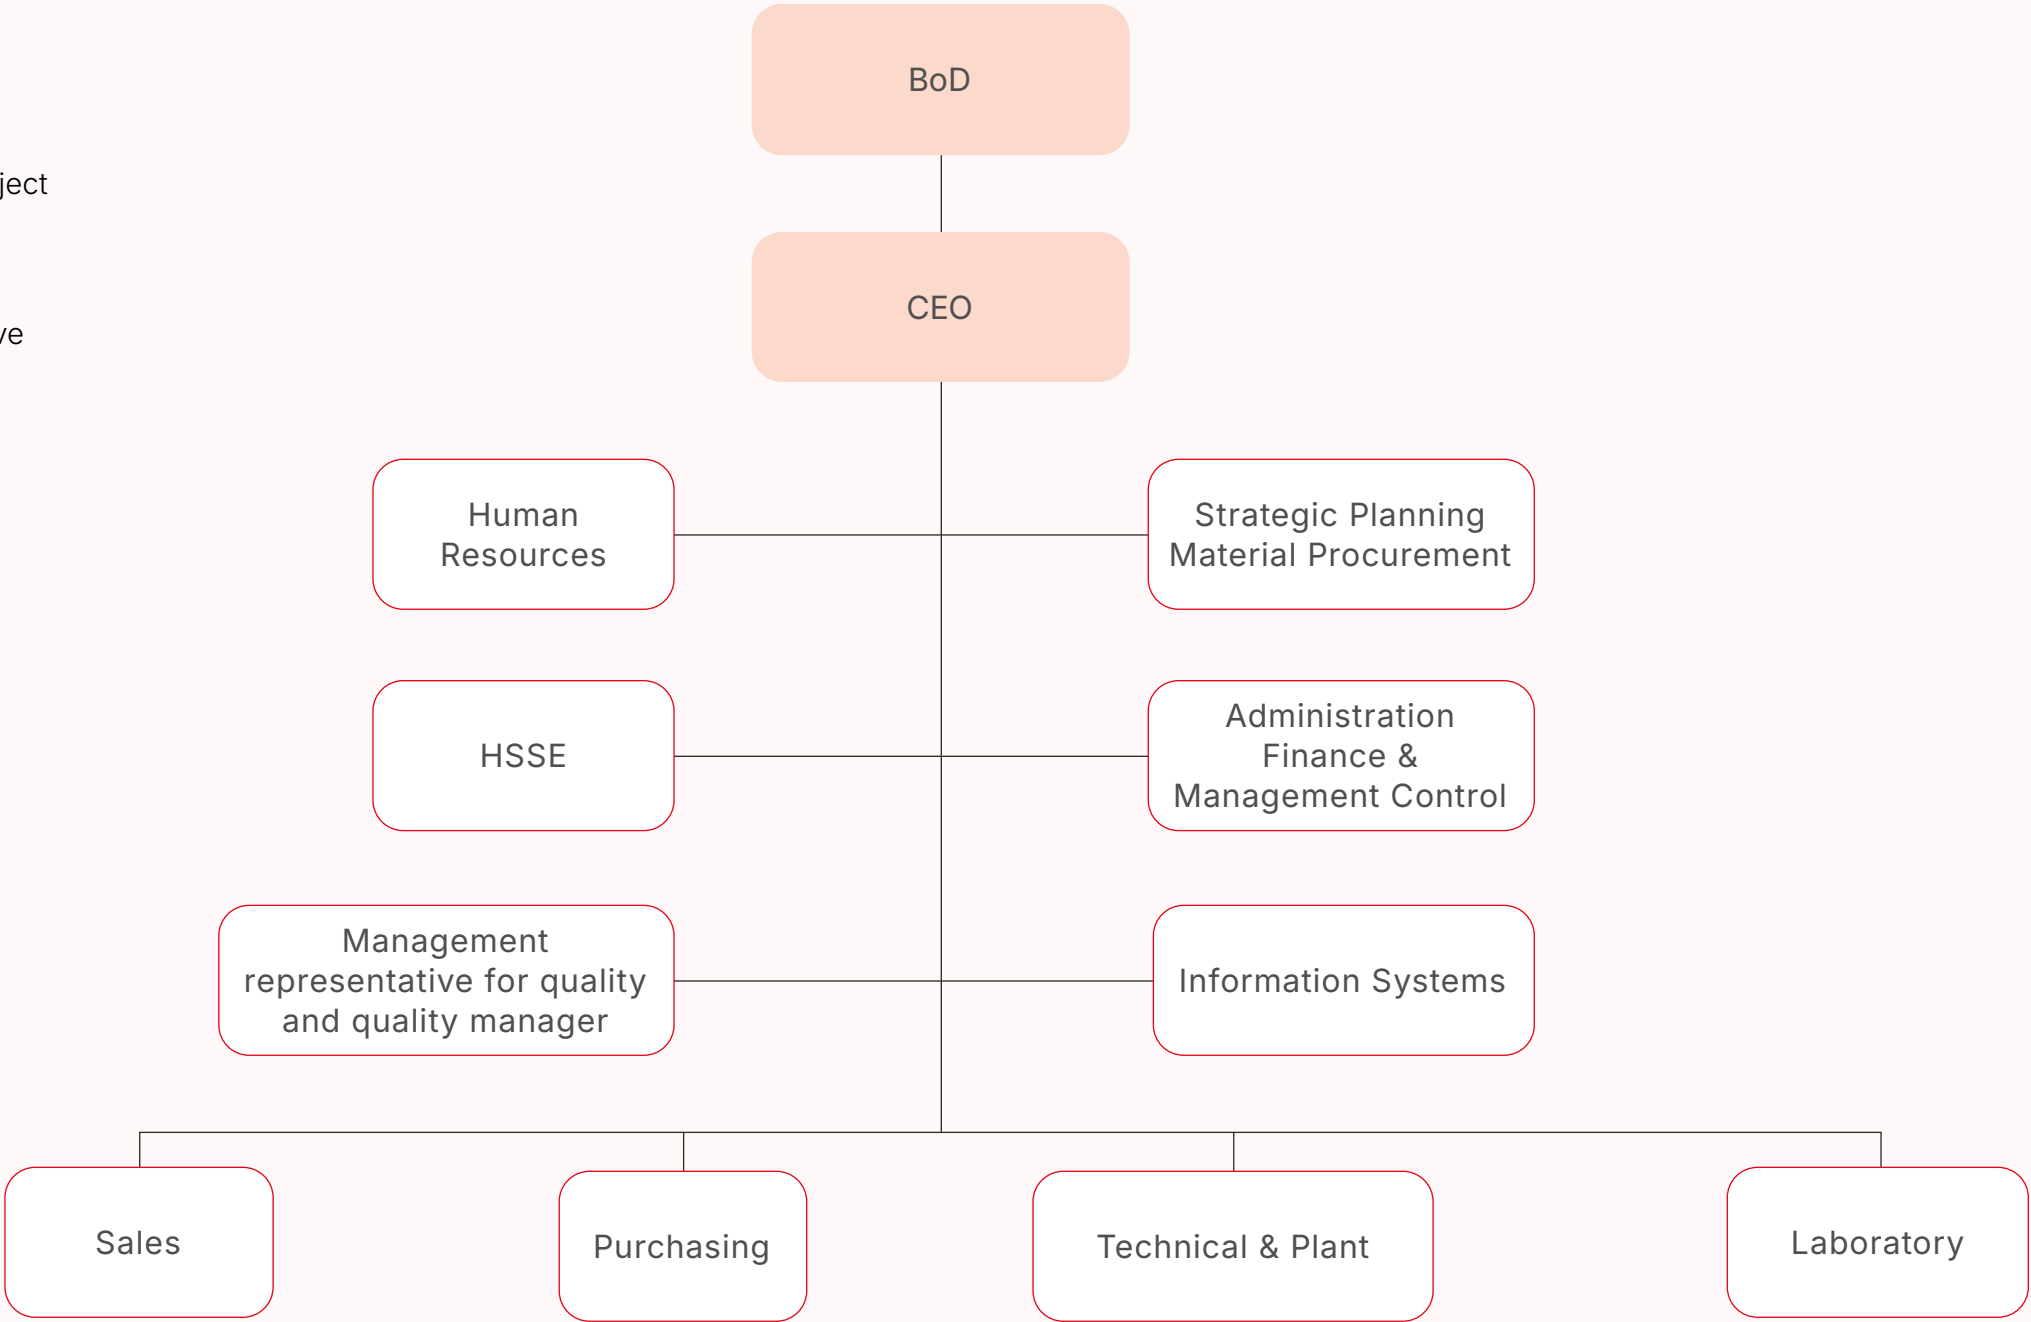 BoD
ject
CEO
ve
Human
Resources
Strategic Planning
Material Procurement
HSSE
Administration
Finance &
Management Control
Management
representative for quality
and quality manager
Information Systems
Sales
Purchasing
Technical & Plant
Laboratory